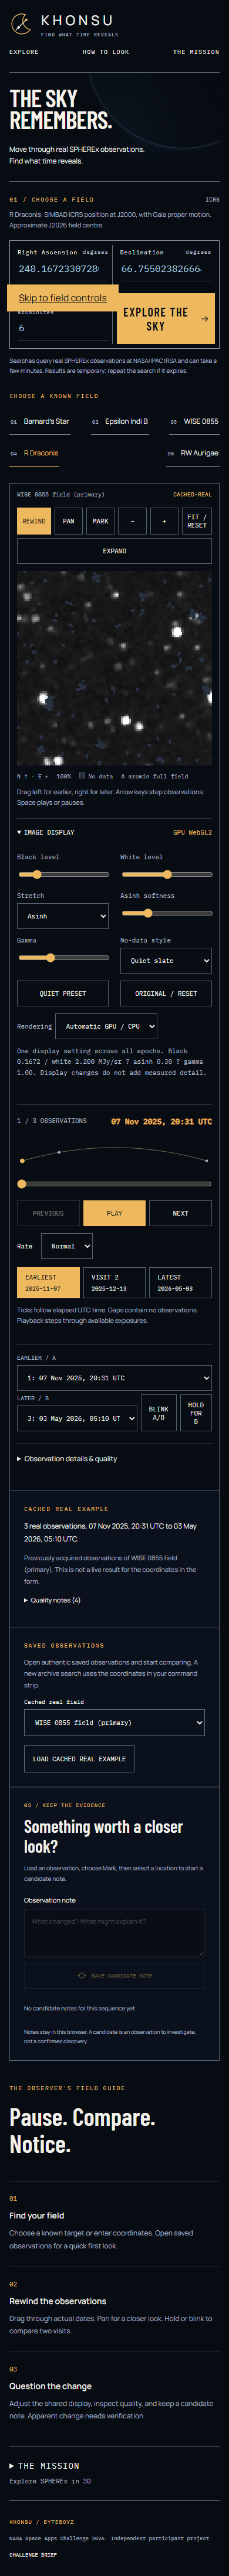 KHONSU
FIND WHAT TIME REVEALS
EXPLORE
HOW TO LOOK
THE MISSION
THE SKY
REMEMBERS.
Move through real SPHEREx observations.
Find what time reveals.
01 / CHOOSE A FIELD
ICRS
R Draconis: SIMBAD ICRS position at J2000, with Gaia proper motion.
Approximate J2026 field centre.
Right Ascension degrees
Declination degrees
248.1672330728
66.75502382666
Skip to field controls
arcminutes
6
EXPLORE THE
SKY →
Searches query real SPHEREx observations at NASA/IPAC IRSA and can take a
few minutes. Results are temporary; repeat the search if it expires.
CHOOSE A KNOWN FIELD
01 Barnard's Star
02 Epsilon Indi B
03 WISE 0855
04 R Draconis
05 RW Aurigae
WISE 0855 field (primary)
CACHED-REAL
REWIND
PAN
MARK
−
+
FIT /
RESET
EXPAND
N ↑ · E ← 100% No data 6 arcmin full field
Drag left for earlier, right for later. Arrow keys step observations.
Space plays or pauses.
▼ IMAGE DISPLAY
GPU WebGL2
Black level
White level
Stretch
Asinh softness
Asinh
Gamma
No-data style
Quiet slate
QUIET PRESET
ORIGINAL / RESET
Rendering
Automatic GPU / CPU
One display setting across all epochs. Black
0.1672 / white 2.200 MJy/sr ? asinh 0.30 ? gamma
1.00. Display changes do not add measured detail.
1 / 3 OBSERVATIONS
07 Nov 2025, 20:31 UTC
PREVIOUS
PLAY
NEXT
Rate
Normal
EARLIEST
2025-11-07
VISIT 2
2025-12-13
LATEST
2026-05-03
Ticks follow elapsed UTC time. Gaps contain no observations.
Playback steps through available exposures.
EARLIER / A
1: 07 Nov 2025, 20:31 UTC
LATER / B
3: 03 May 2026, 05:10 UT
BLINK
A/B
HOLD
FOR
B
▶ Observation details & quality
CACHED REAL EXAMPLE
3 real observations, 07 Nov 2025, 20:31 UTC to 03 May
2026, 05:10 UTC.
Previously acquired observations of WISE 0855 field
(primary). This is not a live result for the coordinates in the
form.
▶ Quality notes (4)
SAVED OBSERVATIONS
Open authentic saved observations and start comparing. A
new archive search uses the coordinates in your command
strip.
Cached real field
WISE 0855 field (primary)
LOAD CACHED REAL EXAMPLE
03 / KEEP THE EVIDENCE
Something worth a closer
look?
Load an observation, choose Mark, then select a location to start a
candidate note.
Observation note
What changed? What might explain it?
SAVE CANDIDATE NOTE
No candidate notes for this sequence yet.
Notes stay in this browser. A candidate is an observation to investigate,
not a confirmed discovery.
THE OBSERVER'S FIELD GUIDE
Pause. Compare.
Notice.
01
Find your field
Choose a known target or enter coordinates. Open saved
observations for a quick first look.
02
Rewind the observations
Drag through actual dates. Pan for a closer look. Hold or blink to
compare two visits.
03
Question the change
Adjust the shared display, inspect quality, and keep a candidate
note. Apparent change needs verification.
▶ THE MISSION
Explore SPHEREx in 3D
KHONSU / BYTEBOYZ
NASA Space Apps Challenge 2026. Independent participant project.
CHALLENGE BRIEF